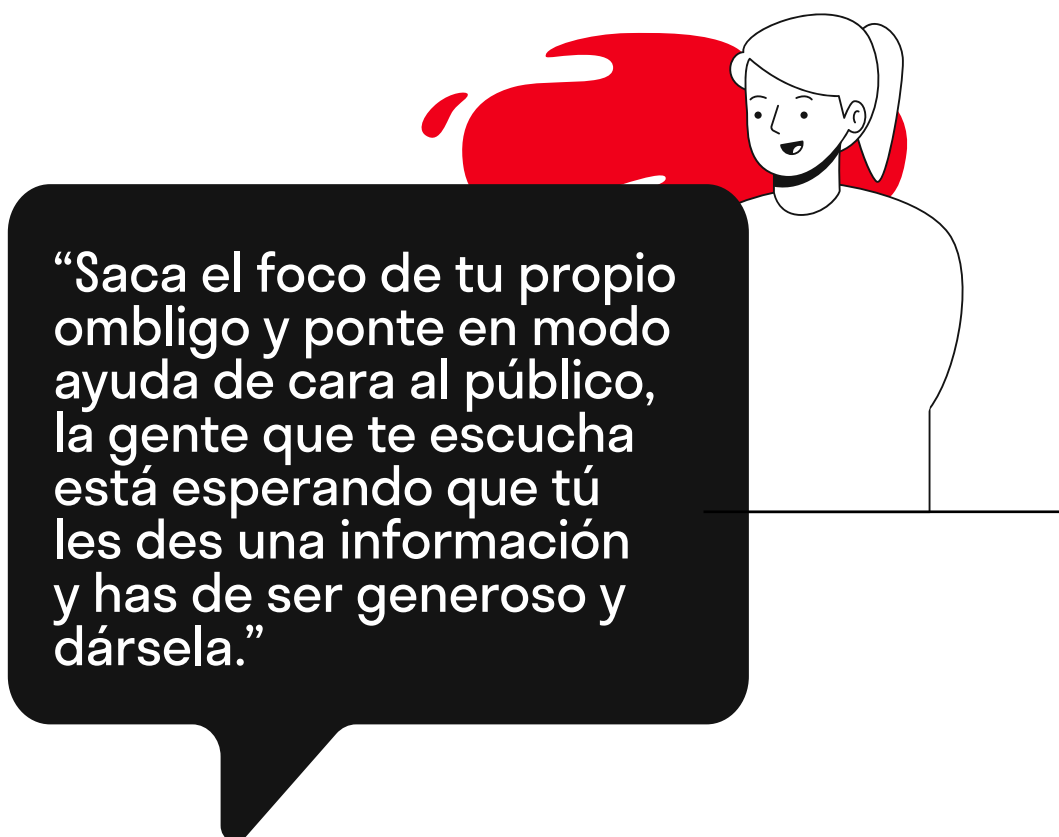 “Saca el foco de tu propio
ombligo y ponte en modo
ayuda de cara al público,
la gente que te escucha
está esperando que tú
les des una información
y has de ser generoso y
dársela.”